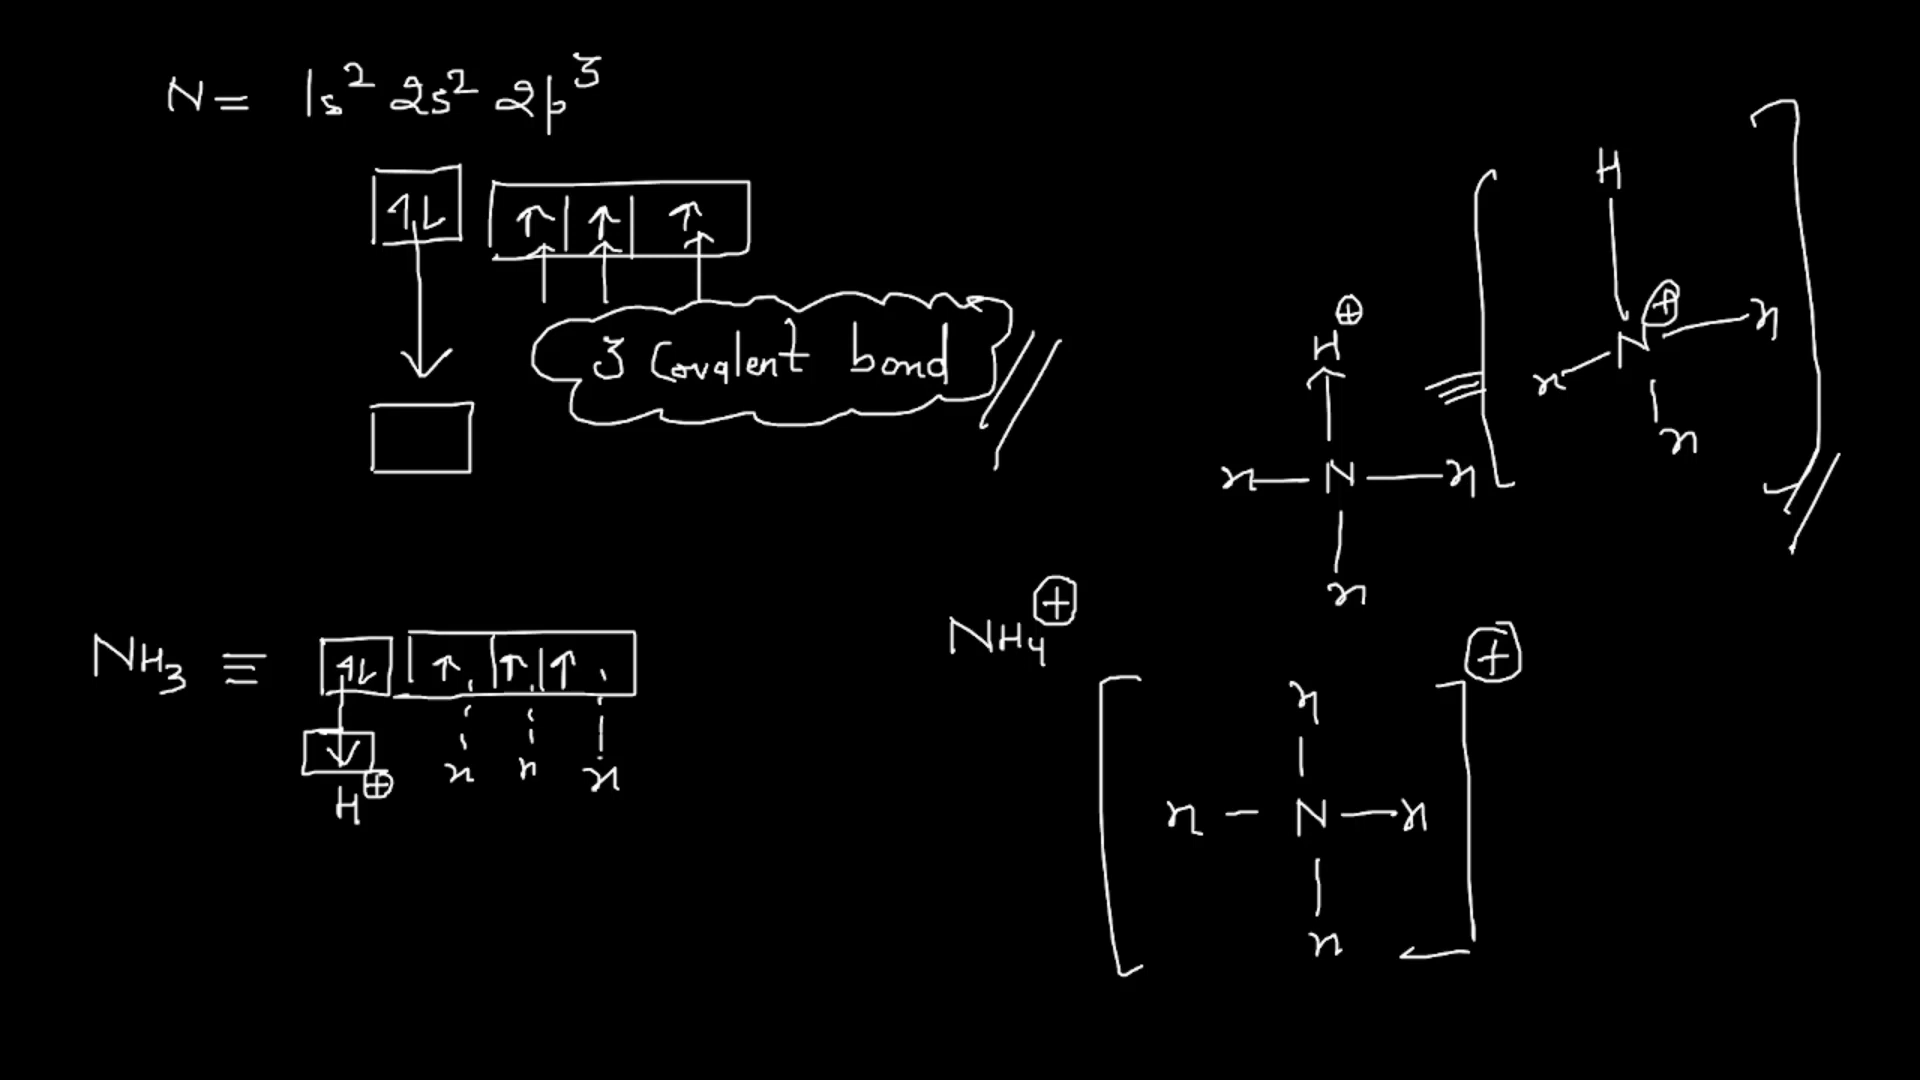 N = 1s² 2s² 2p³
↑↓ ↑ ↑ ↑
3 Covalent bond
H
⊕
H N⊕ H
H
H
H N H
H
NH₃ ≡ ↑↓ ↑ ↑ ↑
H H H
H⊕
NH₄⊕
⊕
H
H - N - H
H